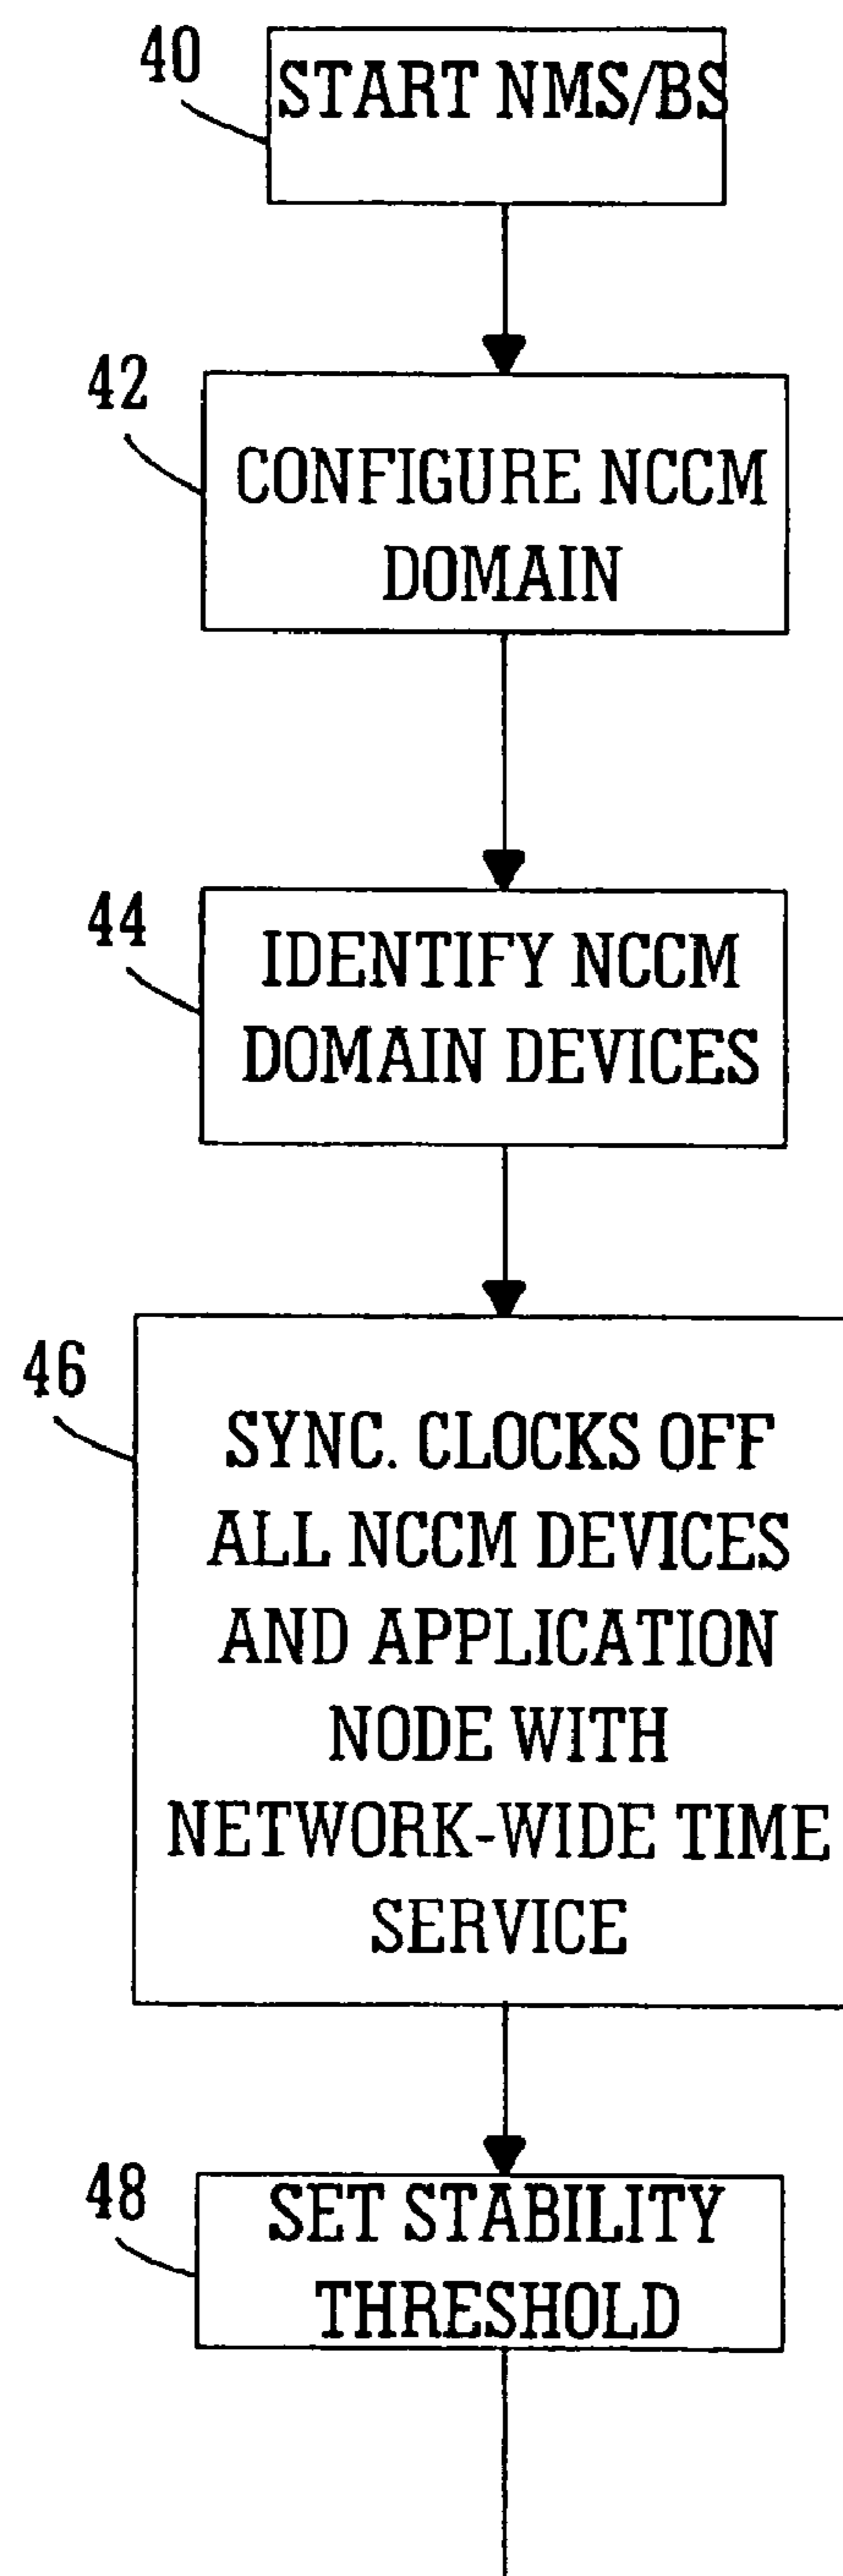 40
START NMS/BS
42
CONFIGURE NCCM
DOMAIN
44
IDENTIFY NCCM
DOMAIN DEVICES
46
SYNC. CLOCKS OFF
ALL NCCM DEVICES
AND APPLICATION
NODE WITH
NETWORK-WIDE TIME
SERVICE
48
SET STABILITY
THRESHOLD